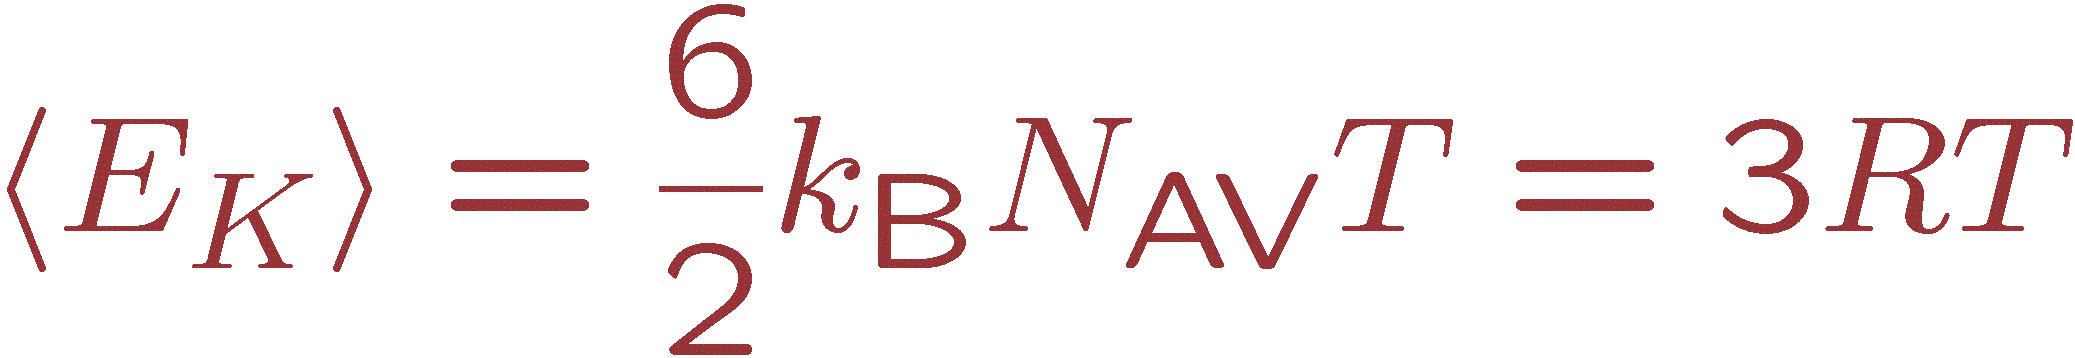 ⟨E_K⟩ = 6/2 k_B N_AV T = 3RT